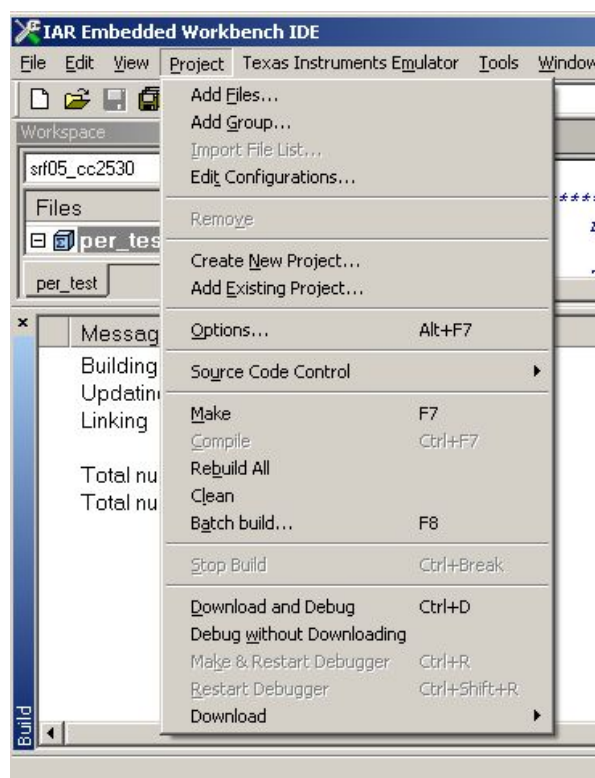 IAR Embedded Workbench IDE
File Edit View Project Texas Instruments Emulator Tools Window
Workspace
srf05_cc2530
Files
per_tes
per_test
Add Files...
Add Group...
Import File List...
Edit Configurations...
Remove
Create New Project...
Add Existing Project...
Options... Alt+F7
Source Code Control
Make F7
Compile Ctrl+F7
Rebuild All
Clean
Batch build... F8
Stop Build Ctrl+Break
Download and Debug Ctrl+D
Debug without Downloading
Make & Restart Debugger Ctrl+R
Restart Debugger Ctrl+Shift+R
Download
Messag
Building
Updatin
Linking
Total nu
Total nu
Build
****